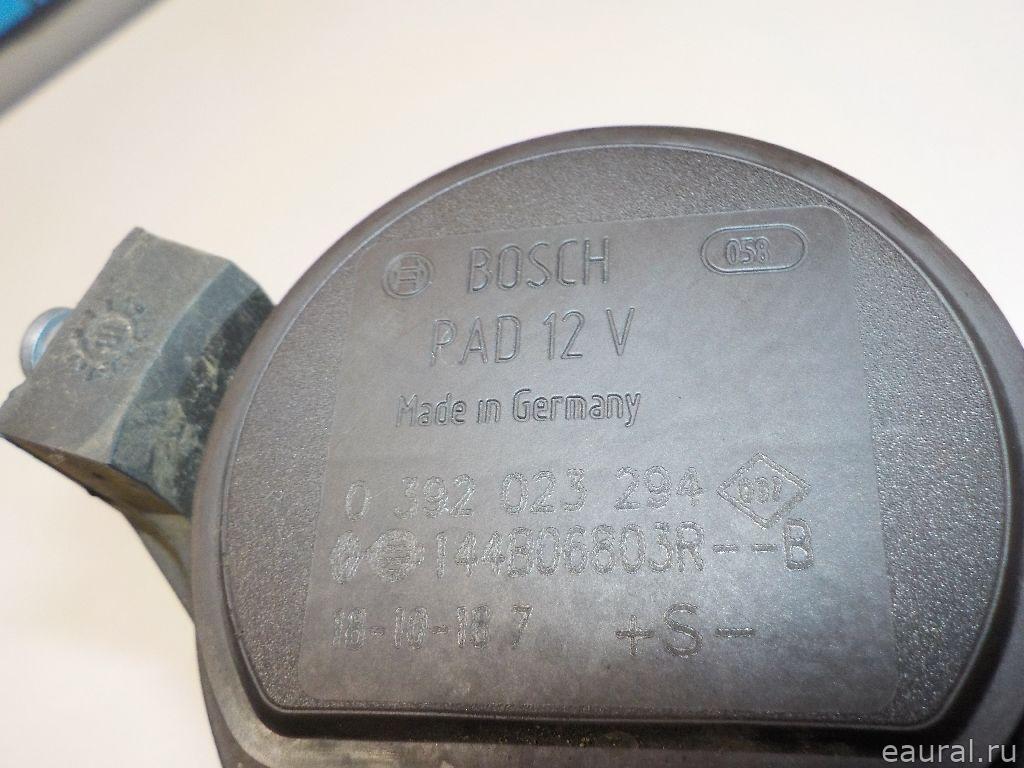 BOSCH 058
PAD 12 V
Made in Germany
0 392 023 294
144B06803R--B
18-10-18 7 +S-
eaural.ru